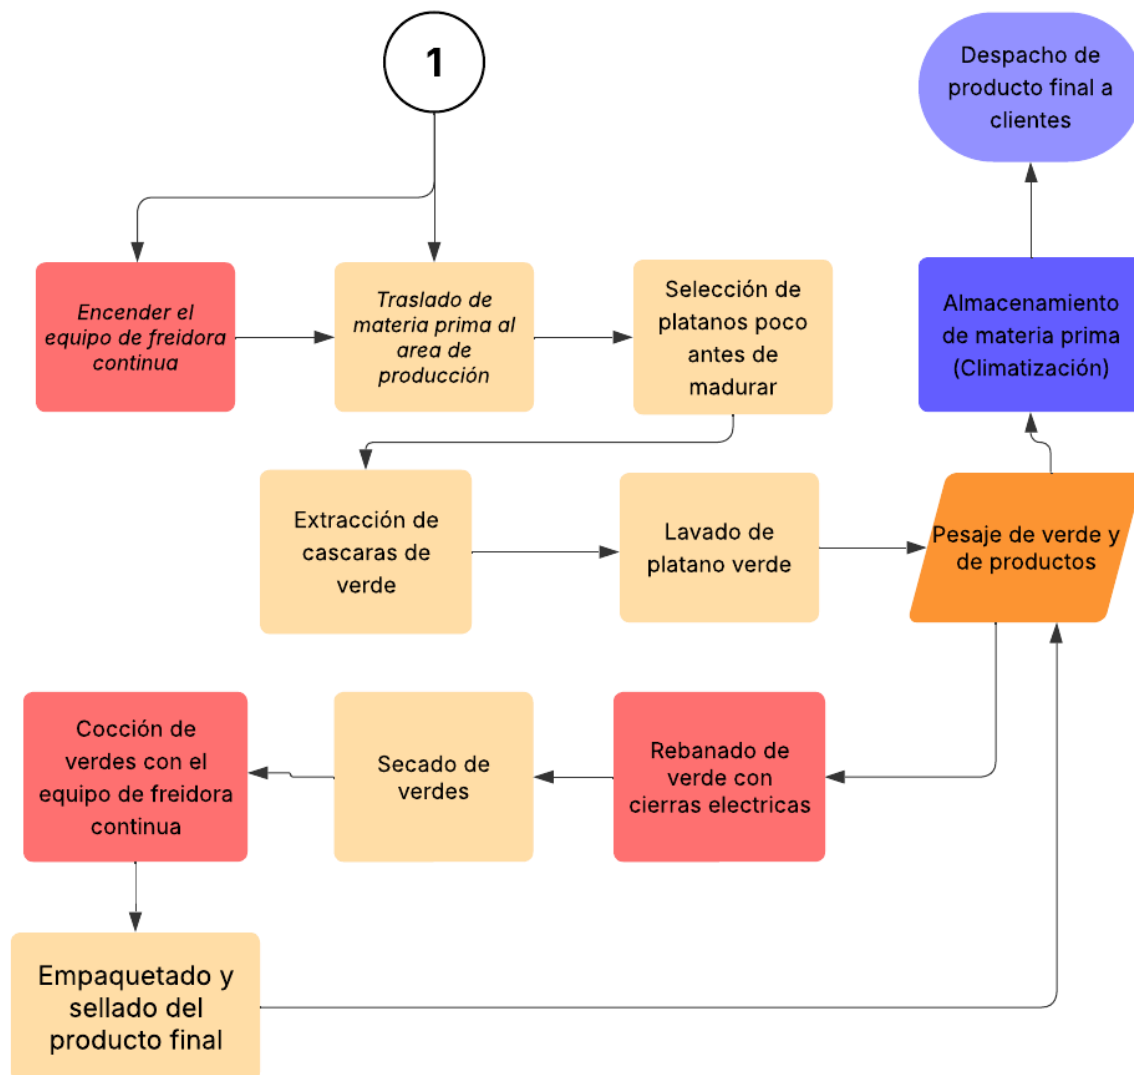 1
Despacho de
producto final a
clientes
Encender el
equipo de freidora
continua
Traslado de
materia prima al
area de
producción
Selección de
platanos poco
antes de
madurar
Almacenamiento
de materia prima
(Climatización)
Extracción de
cascaras de
verde
Lavado de
platano verde
Pesaje de verde y
de productos
Cocción de
verdes con el
equipo de freidora
continua
Secado de
verdes
Rebanado de
verde con
cierras electricas
Empaquetado y
sellado del
producto final